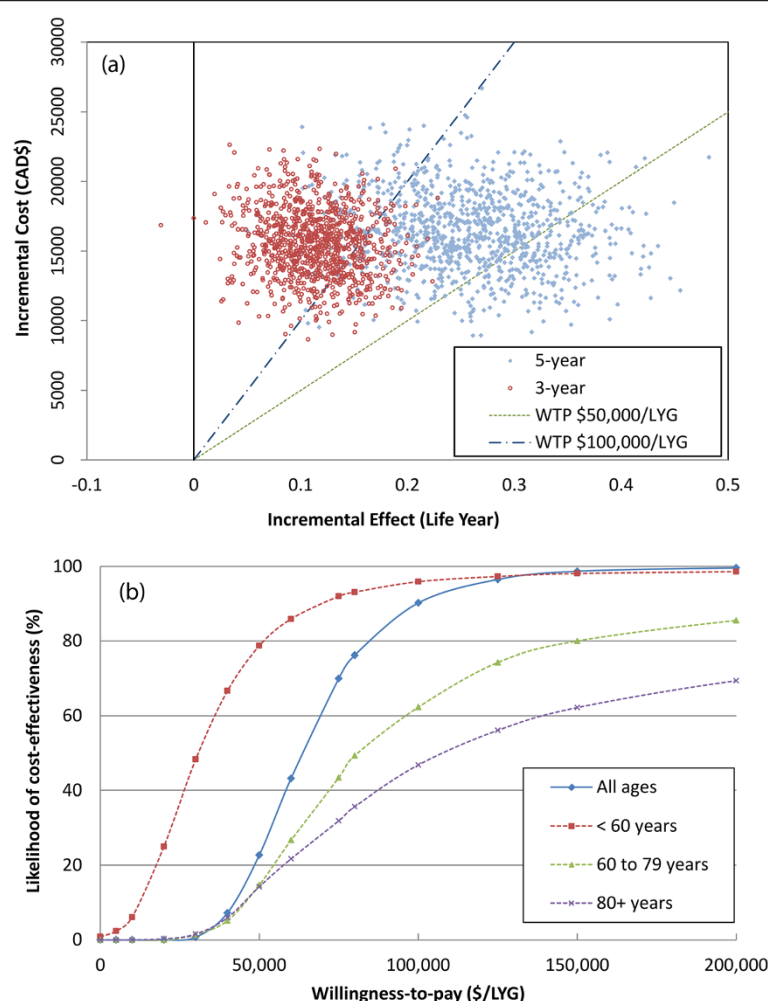 (a)
30000
25000
20000
15000
10000
5000
0
Incremental Cost (CAD$)
5-year
3-year
WTP $50,000/LYG
WTP $100,000/LYG
-0.1 0 0.1 0.2 0.3 0.4 0.5
Incremental Effect (Life Year)
(b)
100
80
60
40
20
0
Likelihood of cost-effectiveness (%)
All ages
< 60 years
60 to 79 years
80+ years
0 50,000 100,000 150,000 200,000
Willingness-to-pay ($/LYG)